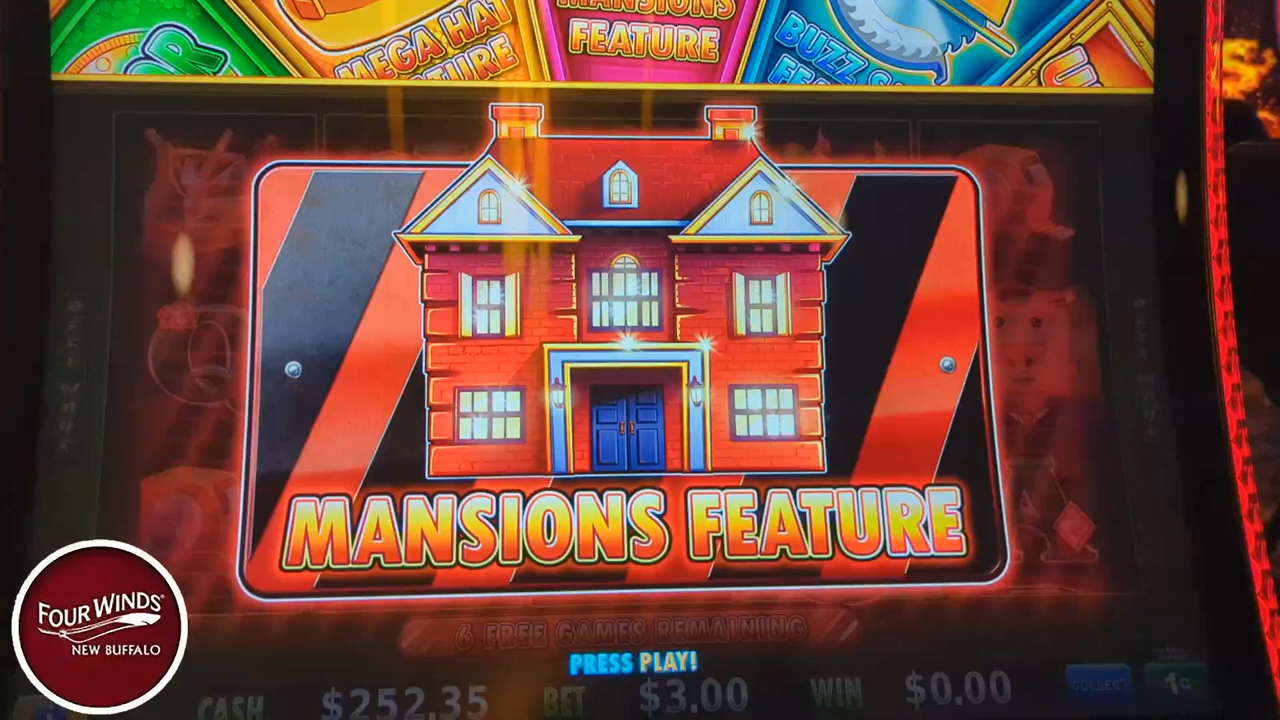 MEGA HAT
MANSIONS
FEATURE
BUZZ
MANSIONS FEATURE
6 FREE GAMES REMAINING
PRESS PLAY!
CASH $252.35 BET $3.00 WIN $0.00
COLLECT
1¢
FOUR WINDS®
NEW BUFFALO